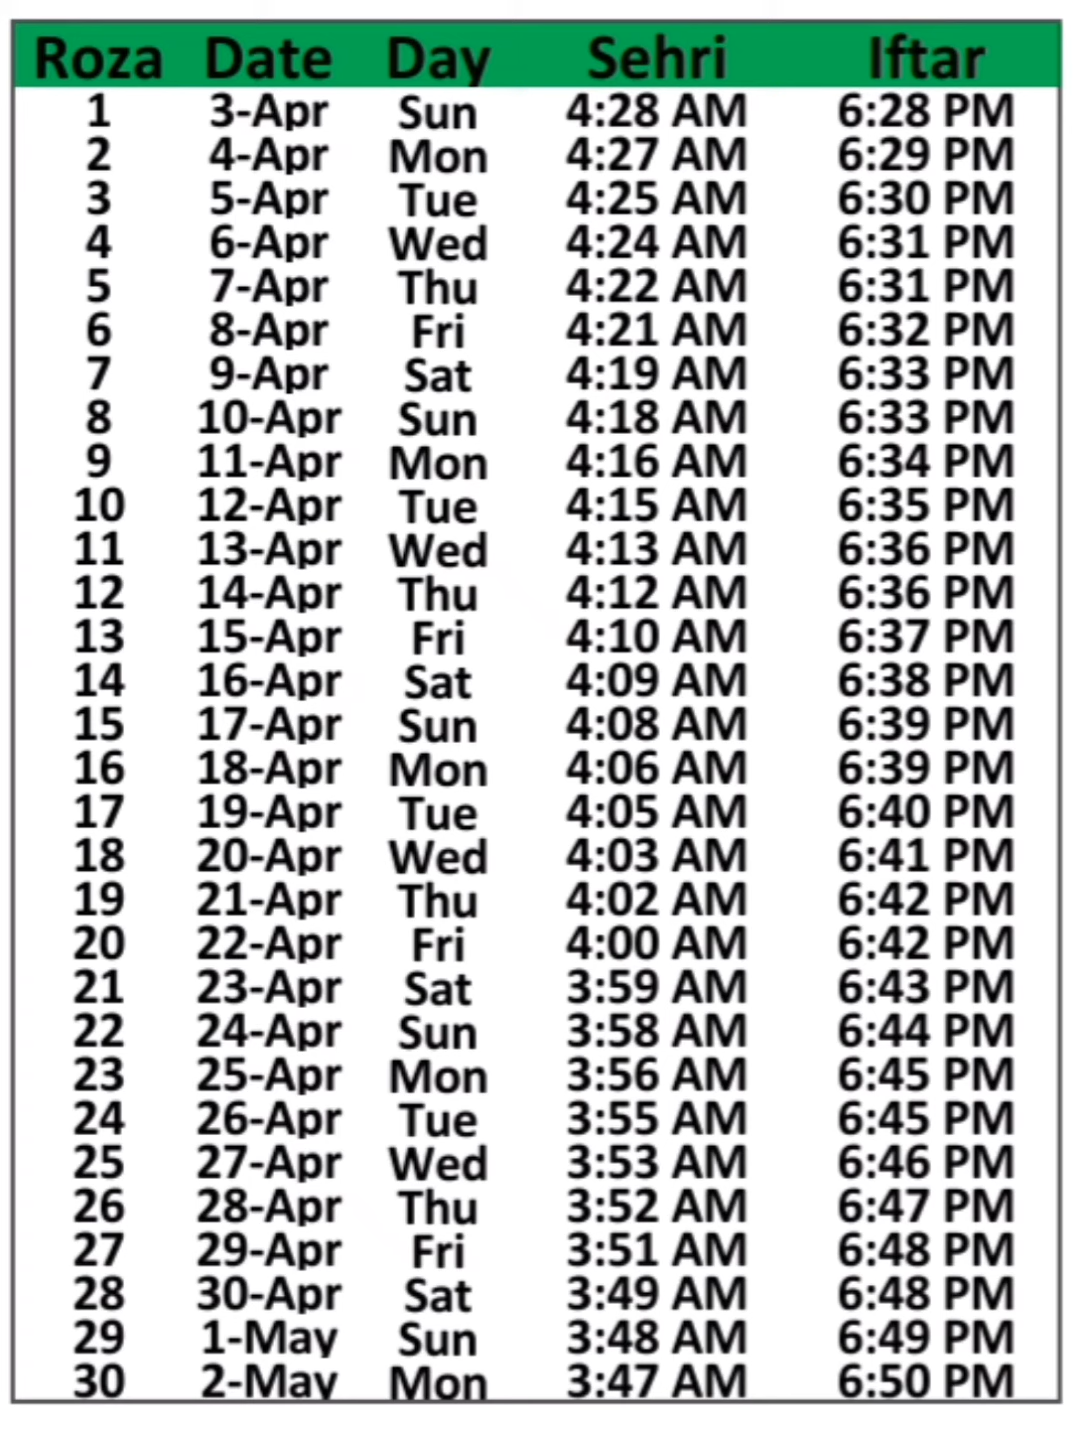 Roza Date Day Sehri Iftar
1 3-Apr Sun 4:28 AM 6:28 PM
2 4-Apr Mon 4:27 AM 6:29 PM
3 5-Apr Tue 4:25 AM 6:30 PM
4 6-Apr Wed 4:24 AM 6:31 PM
5 7-Apr Thu 4:22 AM 6:31 PM
6 8-Apr Fri 4:21 AM 6:32 PM
7 9-Apr Sat 4:19 AM 6:33 PM
8 10-Apr Sun 4:18 AM 6:33 PM
9 11-Apr Mon 4:16 AM 6:34 PM
10 12-Apr Tue 4:15 AM 6:35 PM
11 13-Apr Wed 4:13 AM 6:36 PM
12 14-Apr Thu 4:12 AM 6:36 PM
13 15-Apr Fri 4:10 AM 6:37 PM
14 16-Apr Sat 4:09 AM 6:38 PM
15 17-Apr Sun 4:08 AM 6:39 PM
16 18-Apr Mon 4:06 AM 6:39 PM
17 19-Apr Tue 4:05 AM 6:40 PM
18 20-Apr Wed 4:03 AM 6:41 PM
19 21-Apr Thu 4:02 AM 6:42 PM
20 22-Apr Fri 4:00 AM 6:42 PM
21 23-Apr Sat 3:59 AM 6:43 PM
22 24-Apr Sun 3:58 AM 6:44 PM
23 25-Apr Mon 3:56 AM 6:45 PM
24 26-Apr Tue 3:55 AM 6:45 PM
25 27-Apr Wed 3:53 AM 6:46 PM
26 28-Apr Thu 3:52 AM 6:47 PM
27 29-Apr Fri 3:51 AM 6:48 PM
28 30-Apr Sat 3:49 AM 6:48 PM
29 1-May Sun 3:48 AM 6:49 PM
30 2-May Mon 3:47 AM 6:50 PM